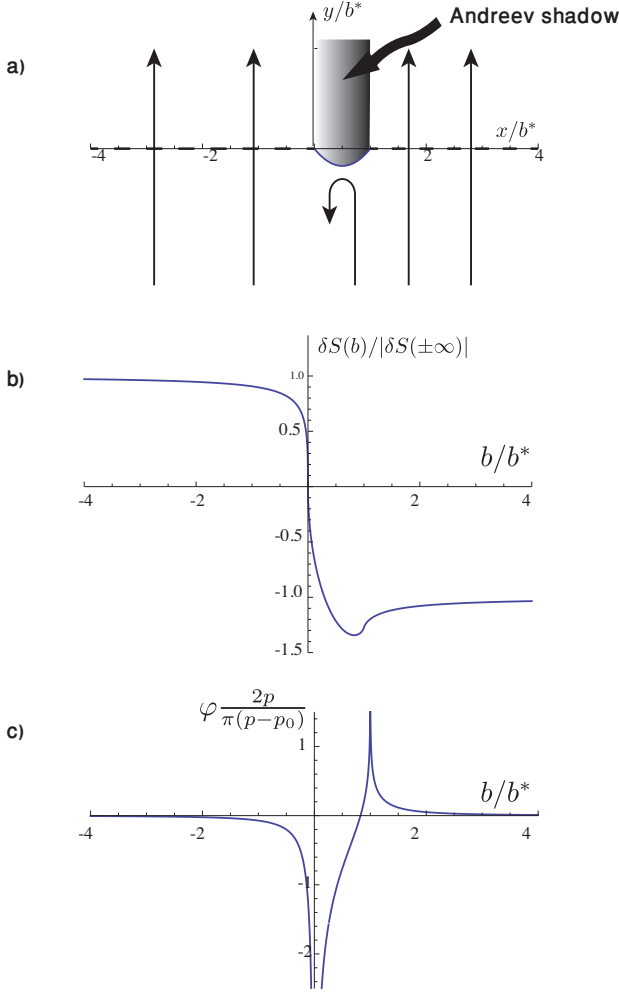 y/b*
Andreev shadow
a)
x/b*
-4 -2 2 4
b)
δS(b)/|δS(±∞)|
1.0
0.5
b/b*
-4 -2 2 4
-0.5
-1.0
-1.5
c)
φ 2p/π(p−p₀)
1
b/b*
-4 -2 2 4
-1
-2